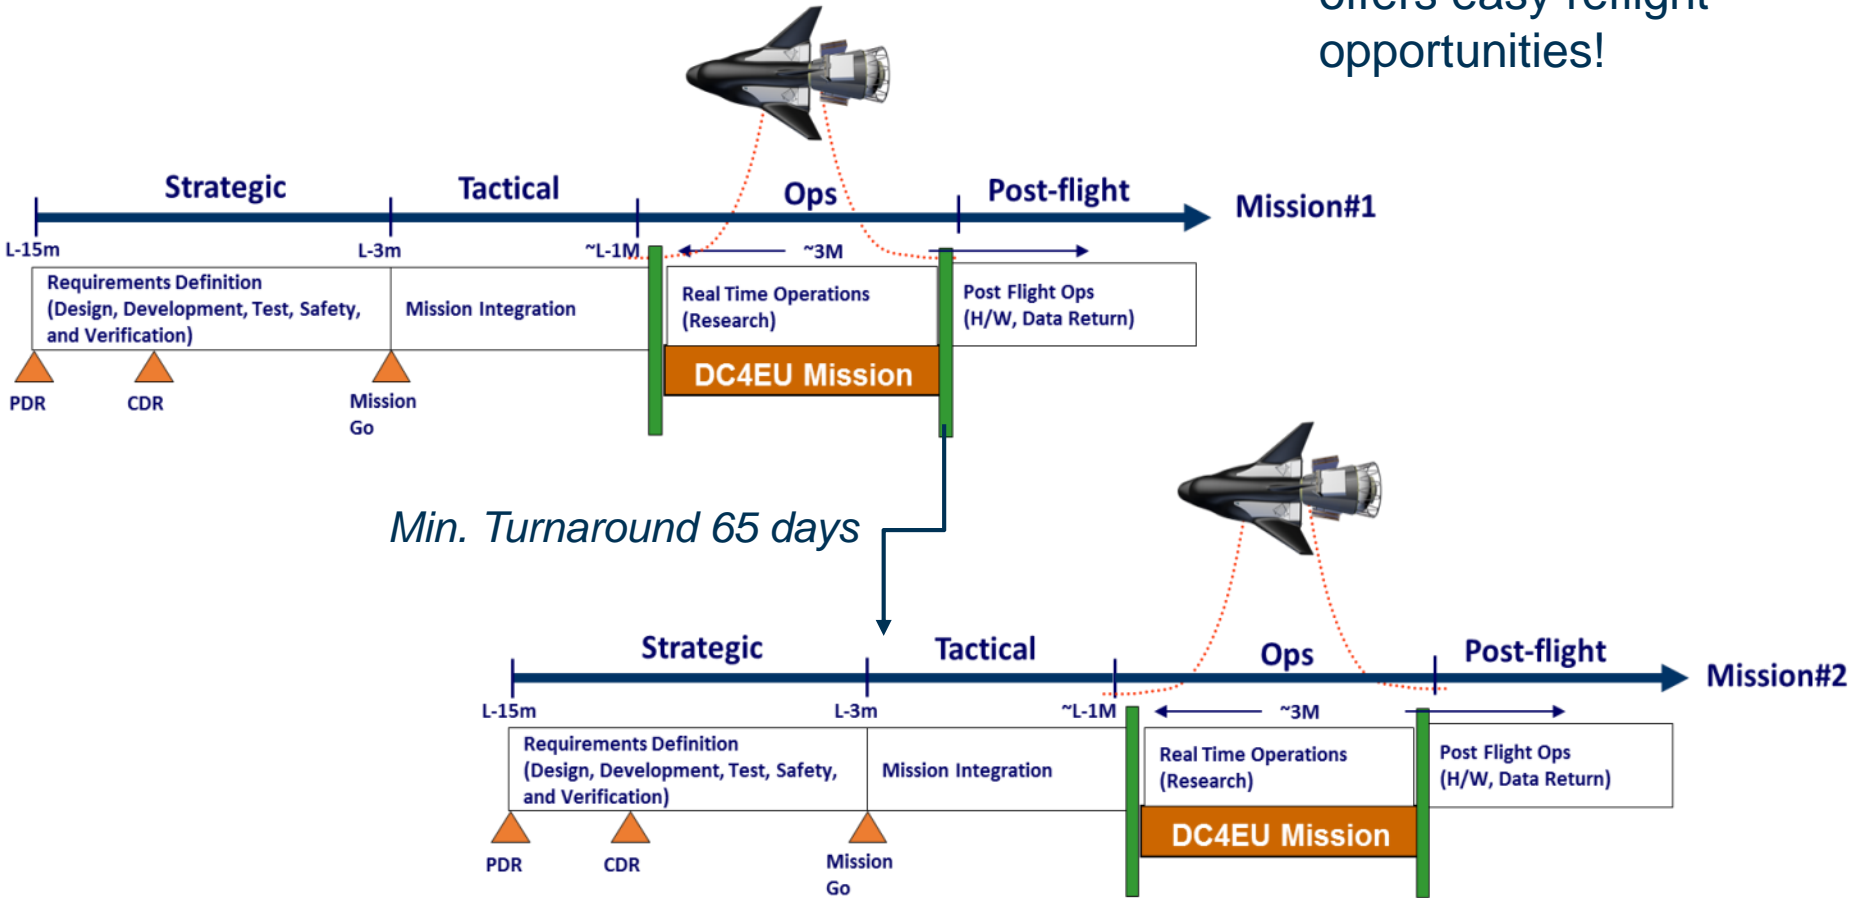 offers easy reflight
opportunities!
Strategic
Tactical
Ops
Post-flight
Mission#1
L-15m
L-3m
~L-1M
~3M
Requirements Definition
(Design, Development, Test, Safety,
and Verification)
Mission Integration
Real Time Operations
(Research)
Post Flight Ops
(H/W, Data Return)
DC4EU Mission
PDR
CDR
Mission
Go
Min. Turnaround 65 days
Strategic
Tactical
Ops
Post-flight
Mission#2
L-15m
L-3m
~L-1M
~3M
Requirements Definition
(Design, Development, Test, Safety,
and Verification)
Mission Integration
Real Time Operations
(Research)
Post Flight Ops
(H/W, Data Return)
DC4EU Mission
PDR
CDR
Mission
Go